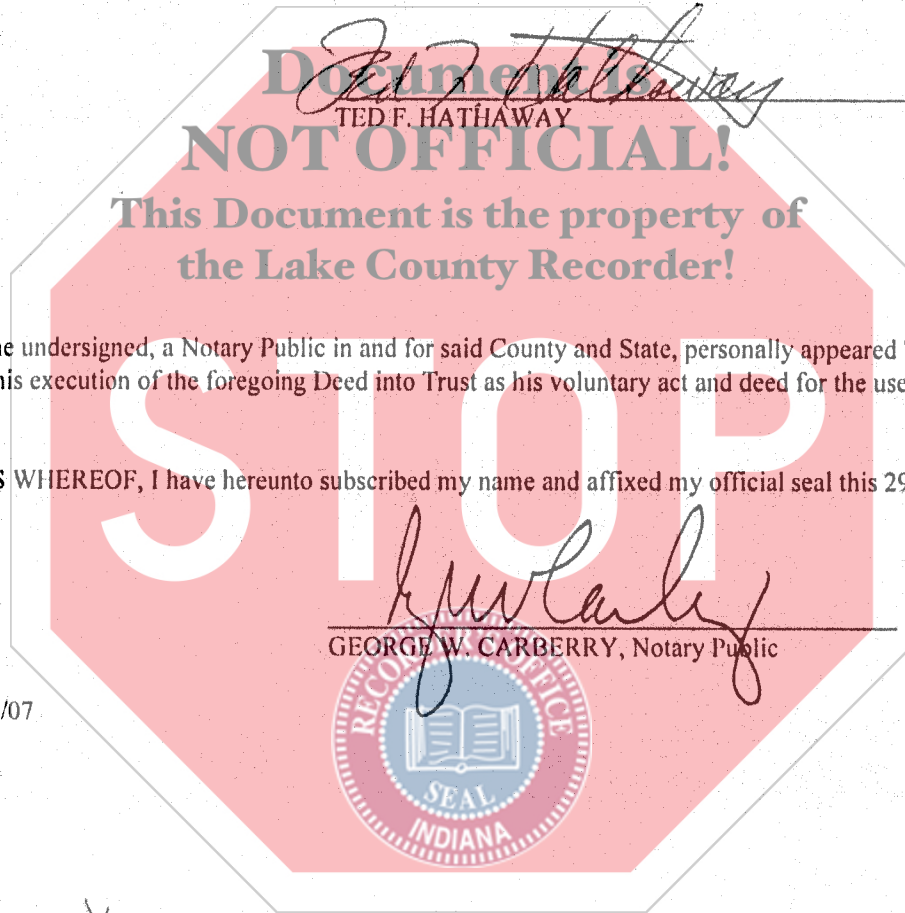 Document is
Ted F. Hathaway
TED F. HATHAWAY
NOT OFFICIAL!
This Document is the property of
the Lake County Recorder!
STOP
e undersigned, a Notary Public in and for said County and State, personally appeared
is execution of the foregoing Deed into Trust as his voluntary act and deed for the use
S WHEREOF, I have hereunto subscribed my name and affixed my official seal this 29
GEORGE W. CARBERRY, Notary Public
/07
RECORDER'S OFFICE
SEAL
INDIANA